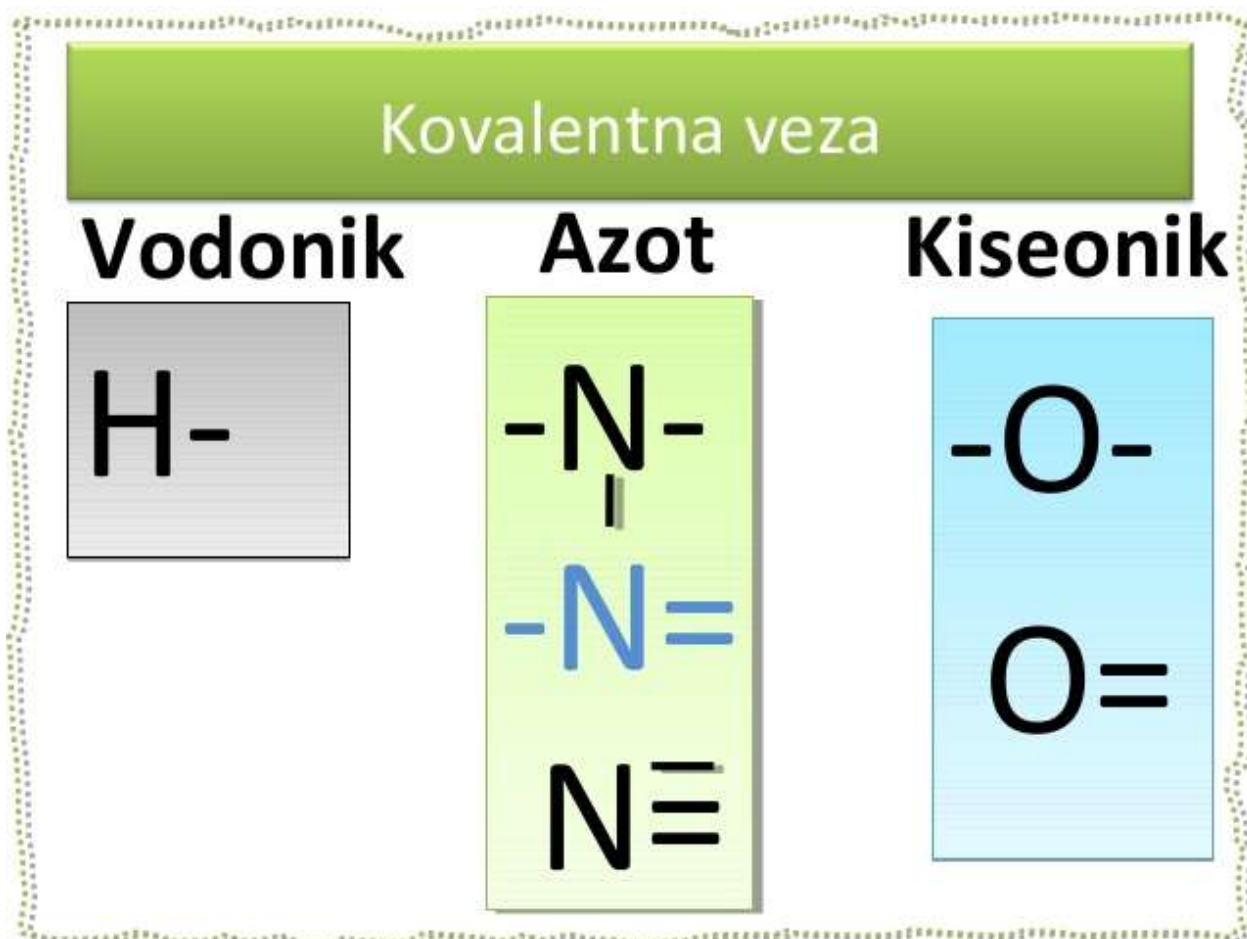 Kovalentna veza
Vodonik Azot Kiseonik
H-
-N-
-N=
N≡
-O-
O=